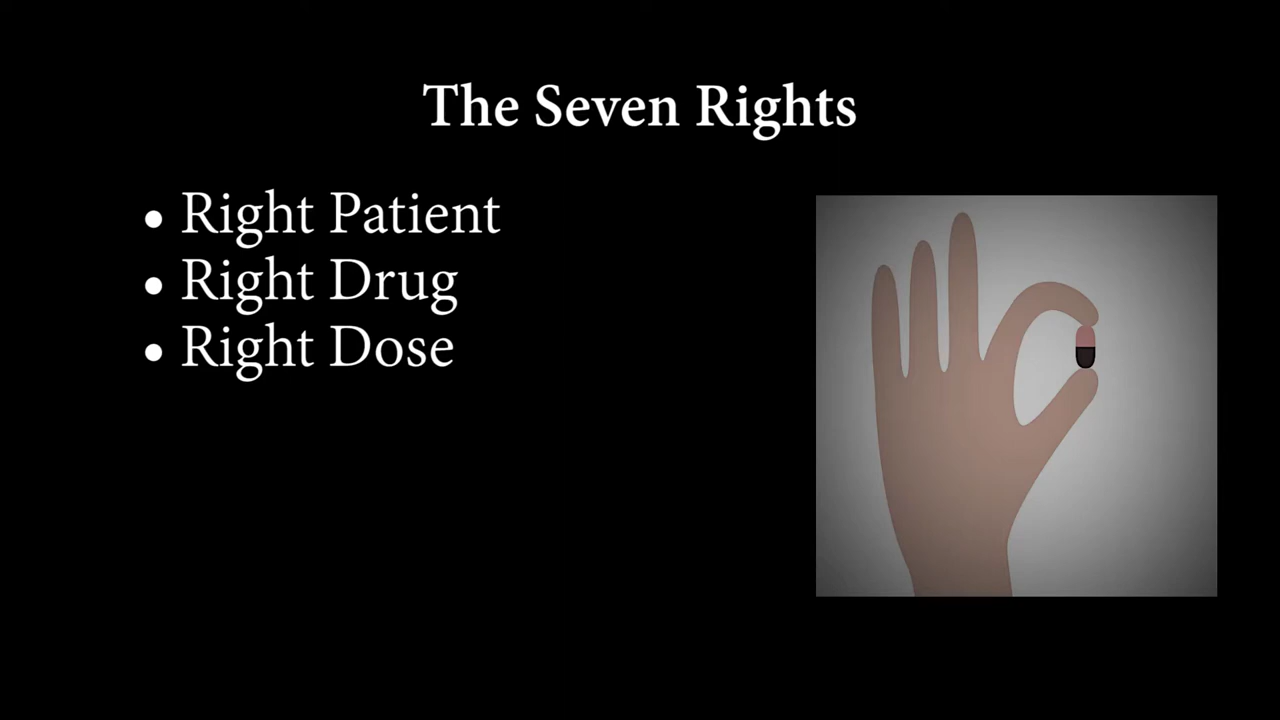 The Seven Rights
• Right Patient
• Right Drug
• Right Dose